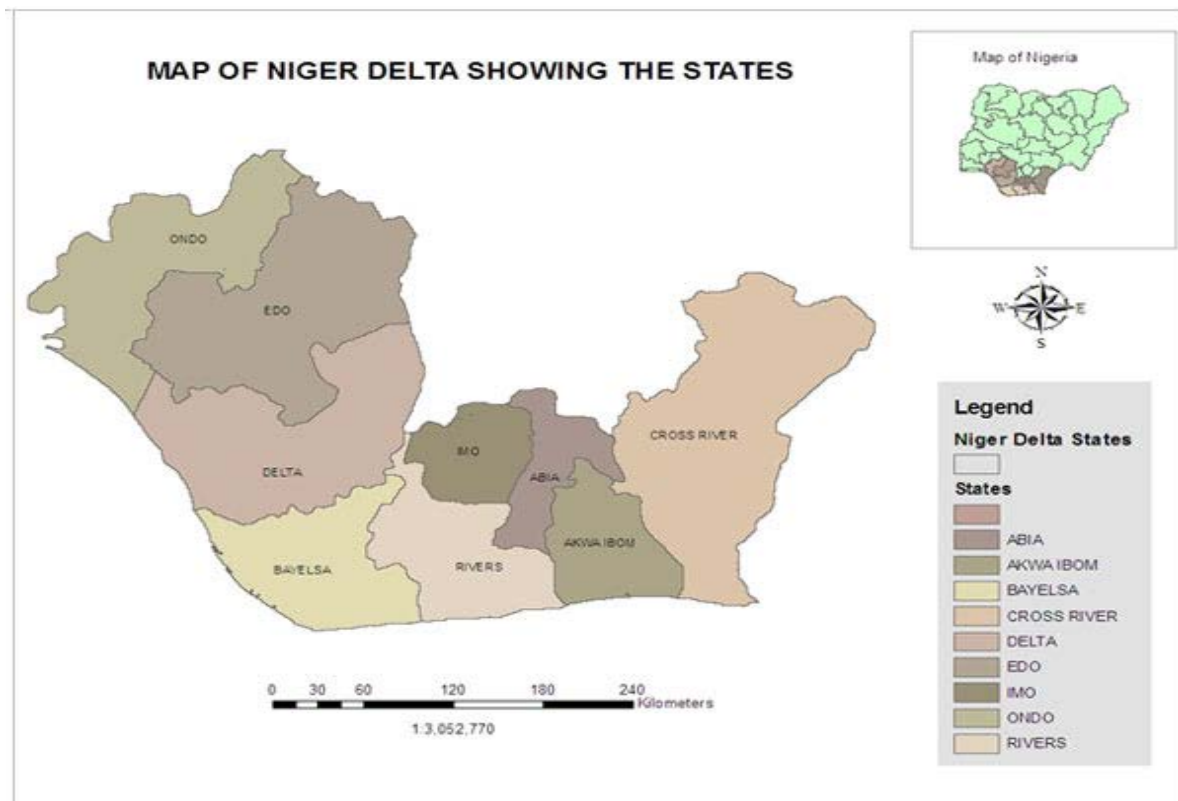 MAP OF NIGER DELTA SHOWING THE STATES
Map of Nigeria
N
W E
S
ONDO
EDO
DELTA
BAYELSA
IMO
ABIA
RIVERS
AKWA IBOM
CROSS RIVER
Legend
Niger Delta States
States
ABIA
AKWA IBOM
BAYELSA
CROSS RIVER
DELTA
EDO
IMO
ONDO
RIVERS
0 30 60 120 180 240
Kilometers
1:3,052,770